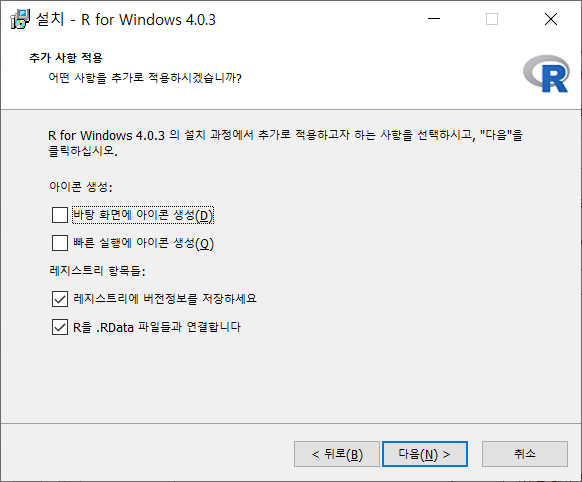 설치 - R for Windows 4.0.3
추가 사항 적용
어떤 사항을 추가로 적용하시겠습니까?
R
R for Windows 4.0.3 의 설치 과정에서 추가로 적용하고자 하는 사항을 선택하시고, "다음"을
클릭하십시오.
아이콘 생성:
바탕 화면에 아이콘 생성(D)
빠른 실행에 아이콘 생성(Q)
레지스트리 항목들:
레지스트리에 버전정보를 저장하세요
R을 .RData 파일들과 연결합니다
< 뒤로(B)
다음(N) >
취소